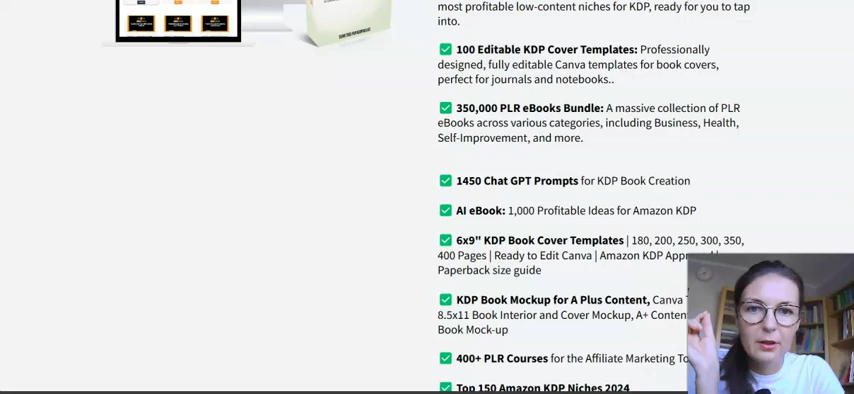 most profitable low-content niches for KDP, ready for you to tap
into.
100 Editable KDP Cover Templates: Professionally
designed, fully editable Canva templates for book covers,
perfect for journals and notebooks..
350,000 PLR eBooks Bundle: A massive collection of PLR
eBooks across various categories, including Business, Health,
Self-Improvement, and more.
1450 Chat GPT Prompts for KDP Book Creation
AI eBook: 1,000 Profitable Ideas for Amazon KDP
6x9" KDP Book Cover Templates | 180, 200, 250, 300, 350,
400 Pages | Ready to Edit Canva | Amazon KDP
Paperback size guide
KDP Book Mockup for A Plus Content, Canva
8.5x11 Book Interior and Cover Mockup, A+
Book Mock-up
400+ PLR Courses for the Affiliate Marketing
Top 150 Amazon KDP Niches 2024